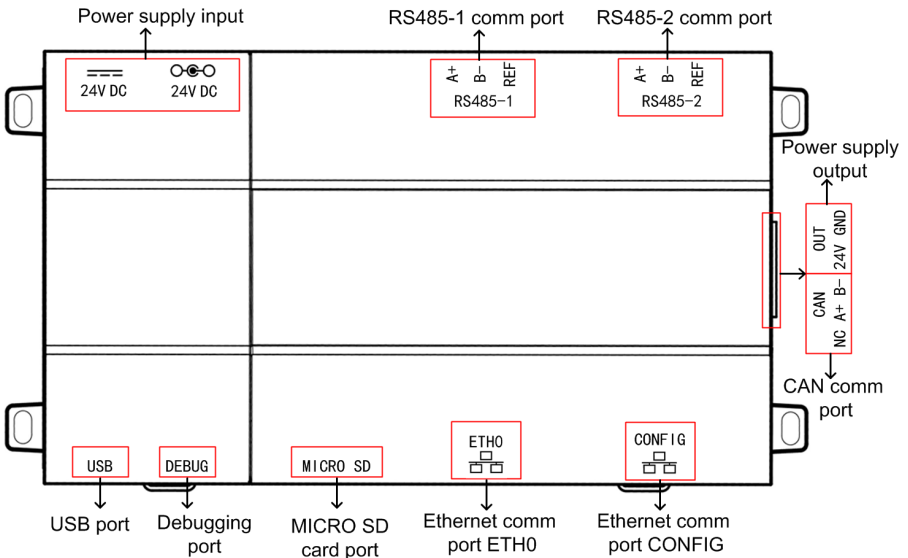 Power supply input
RS485-1 comm port
RS485-2 comm port
24V DC
24V DC
A+
B-
REF
RS485-1
A+
B-
REF
RS485-2
Power supply
output
OUT
24V GND
CAN
NC A+ B-
CAN comm
port
USB
DEBUG
MICRO SD
ETH0
CONFIG
USB port
Debugging
port
MICRO SD
card port
Ethernet comm
port ETH0
Ethernet comm
port CONFIG